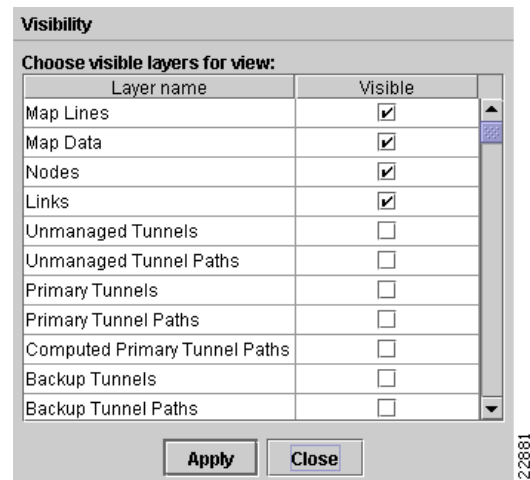 Visibility
Choose visible layers for view:
Layer name Visible
Map Lines
Map Data
Nodes
Links
Unmanaged Tunnels
Unmanaged Tunnel Paths
Primary Tunnels
Primary Tunnel Paths
Computed Primary Tunnel Paths
Backup Tunnels
Backup Tunnel Paths
Apply Close
22881